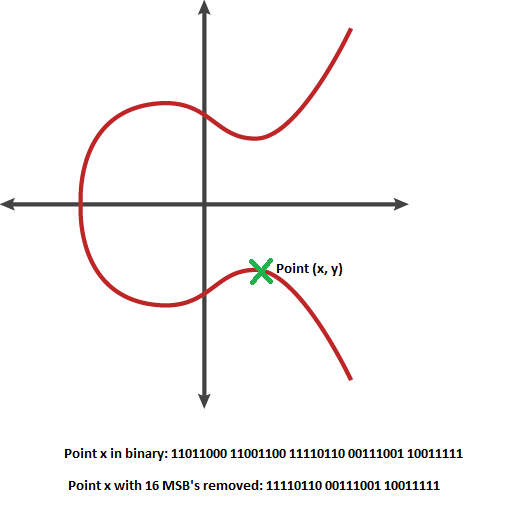 Point (x, y)
Point x in binary: 11011000 11001100 11110110 00111001 10011111
Point x with 16 MSB's removed: 11110110 00111001 10011111